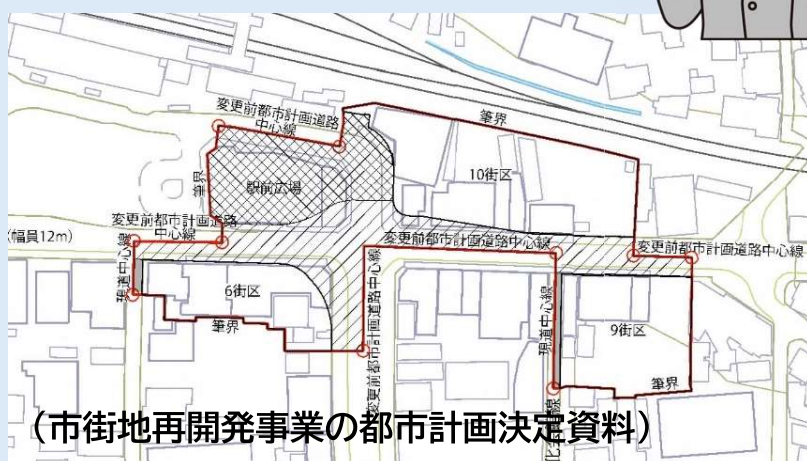 変更前都市計画道路
中心線
筆界
筆界
駅前広場
10街区
変更前都市計画道路
中心線
(幅員12m)
変更前都市計画道路中心線
変更前都市計画道路中心線
現道中心線
6街区
筆界
変更前都市計画道路中心線
現道中心線
9街区
筆界
(市街地再開発事業の都市計画決定資料)